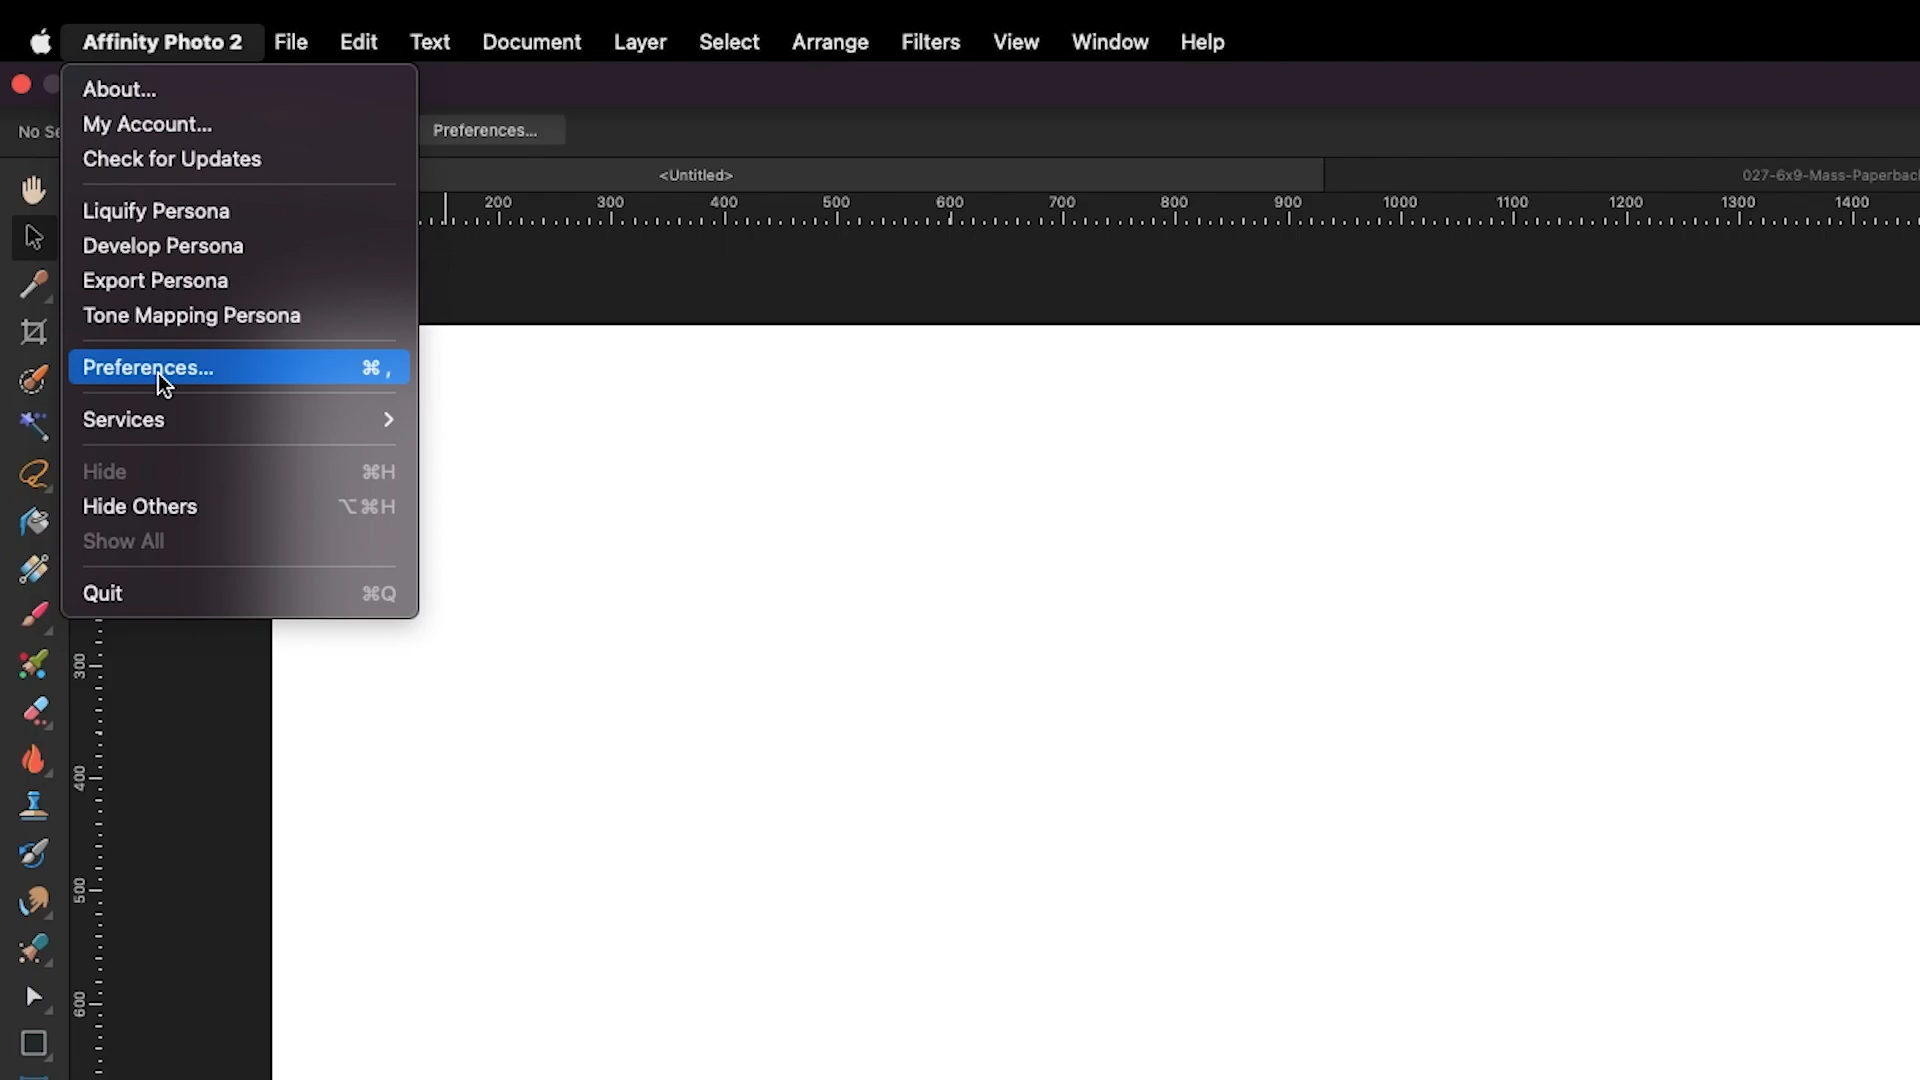 Affinity Photo 2 File Edit Text Document Layer Select Arrange Filters View Window Help
About...
My Account...
Check for Updates
Liquify Persona
Develop Persona
Export Persona
Tone Mapping Persona
Preferences... ⌘ ,
Services
Hide ⌘H
Hide Others ⌥⌘H
Show All
Quit ⌘Q
No Se
Preferences...
<Untitled>
027-6x9-Mass-Paperbac
200 300 400 500 600 700 800 900 1000 1100 1200 1300 1400
300
400
500
600